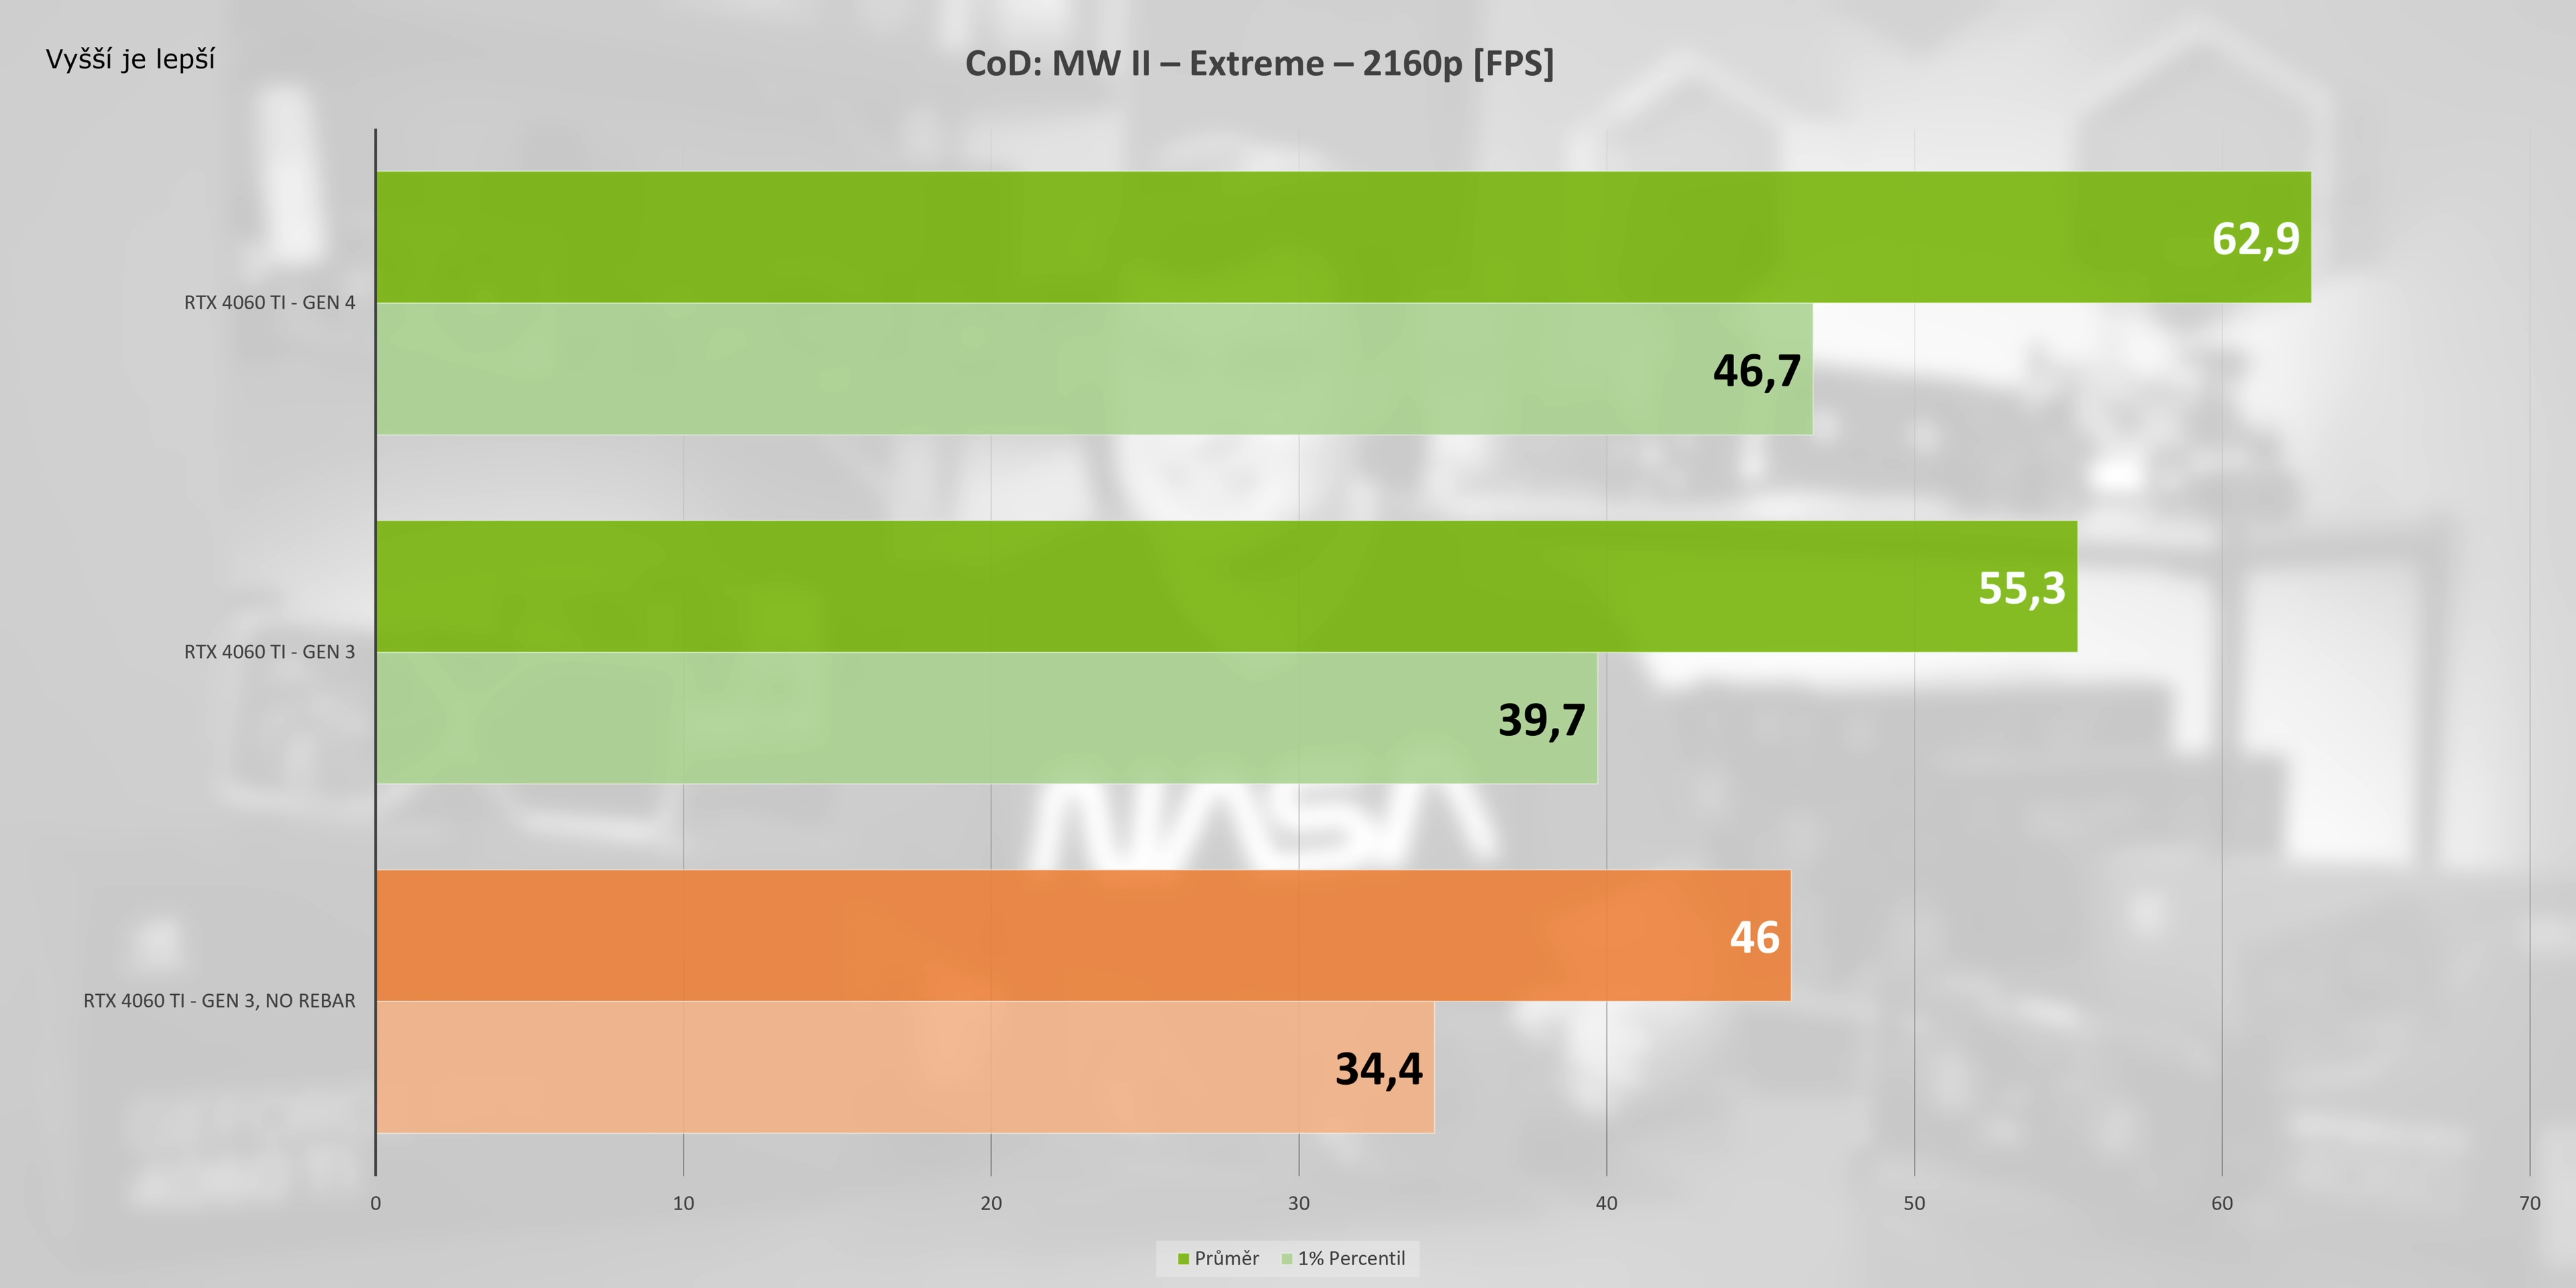 Vyšší je lepší
CoD: MW II – Extreme – 2160p [FPS]
RTX 4060 TI - GEN 4
62,9
46,7
RTX 4060 TI - GEN 3
55,3
39,7
NASA
RTX 4060 TI - GEN 3, NO REBAR
46
34,4
0 10 20 30 40 50 60 70
Průměr 1% Percentil